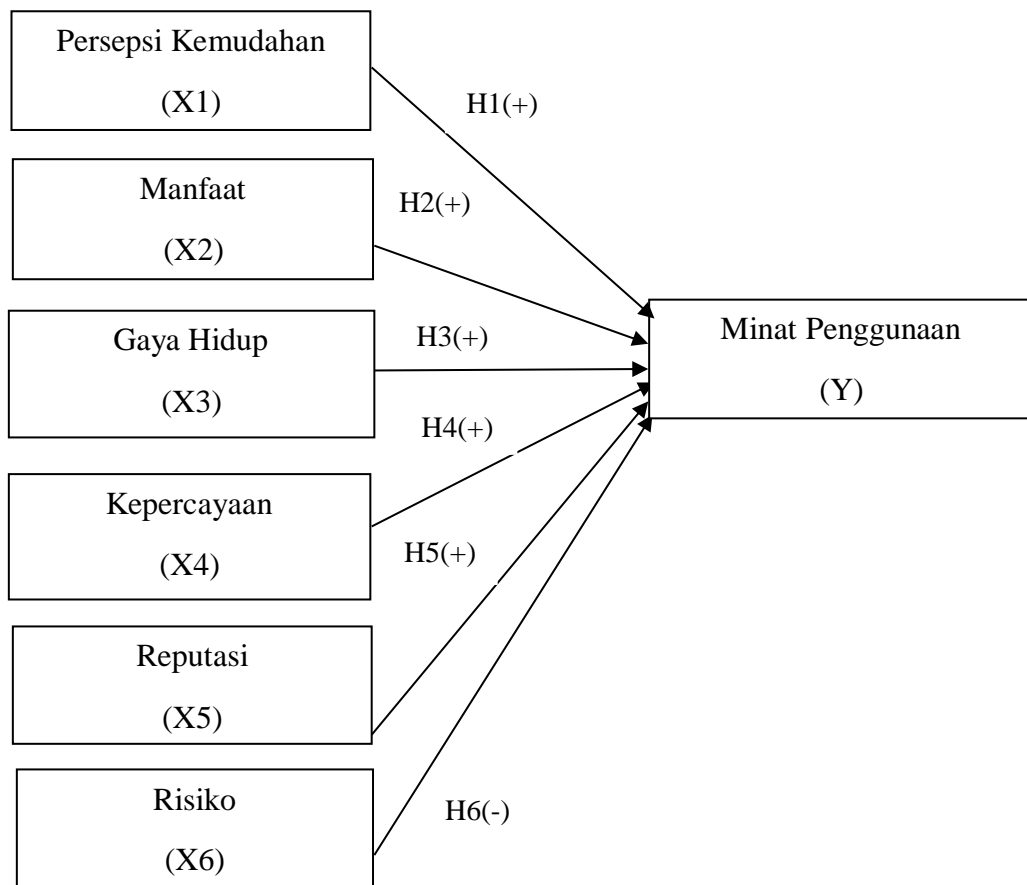 Persepsi Kemudahan
(X1)
H1(+)
Manfaat
(X2)
H2(+)
Gaya Hidup
(X3)
H3(+)
Minat Penggunaan
(Y)
H4(+)
Kepercayaan
(X4)
H5(+)
Reputasi
(X5)
Risiko
(X6)
H6(-)